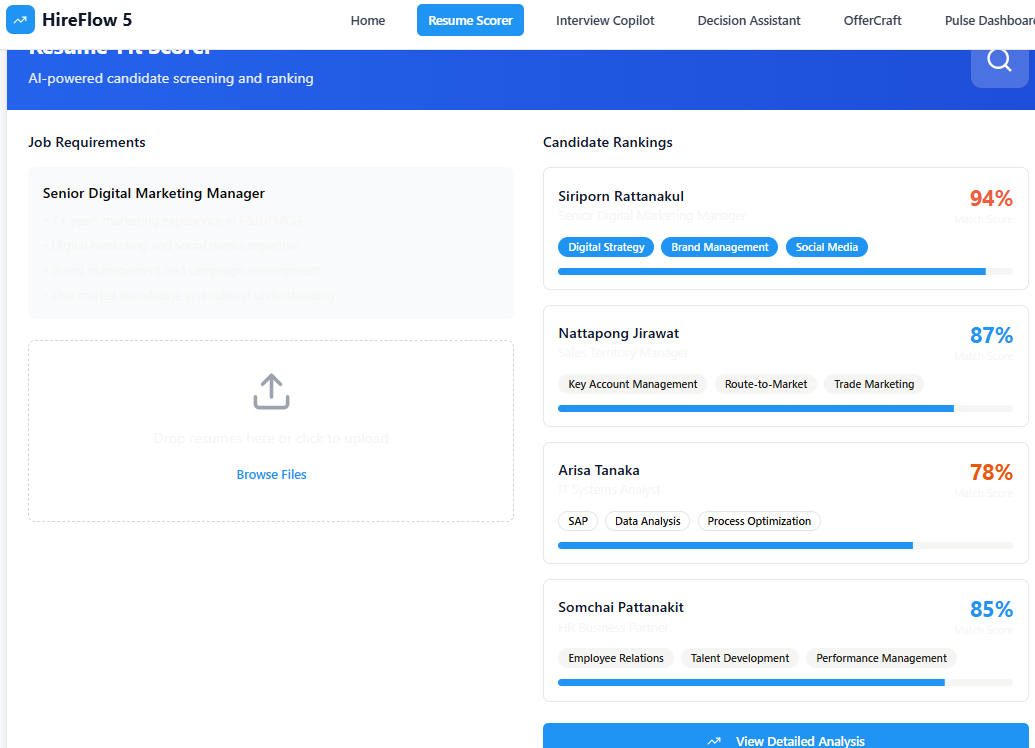 HireFlow 5
Home
Resume Scorer
Interview Copilot
Decision Assistant
OfferCraft
Pulse Dashboar
Resume Fit Scorer
AI-powered candidate screening and ranking
Job Requirements
Senior Digital Marketing Manager
• 7+ years marketing experience in F&B/FMCG
• Digital marketing and social media expertise
• Brand management and campaign development
• Thai market knowledge and cultural understanding
Drop resumes here or click to upload
Browse Files
Candidate Rankings
Siriporn Rattanakul
94%
Senior Digital Marketing Manager
Match Score
Digital Strategy
Brand Management
Social Media
Nattapong Jirawat
87%
Sales Territory Manager
Match Score
Key Account Management
Route-to-Market
Trade Marketing
Arisa Tanaka
78%
IT Systems Analyst
Match Score
SAP
Data Analysis
Process Optimization
Somchai Pattanakit
85%
HR Business Partner
Match Score
Employee Relations
Talent Development
Performance Management
View Detailed Analysis